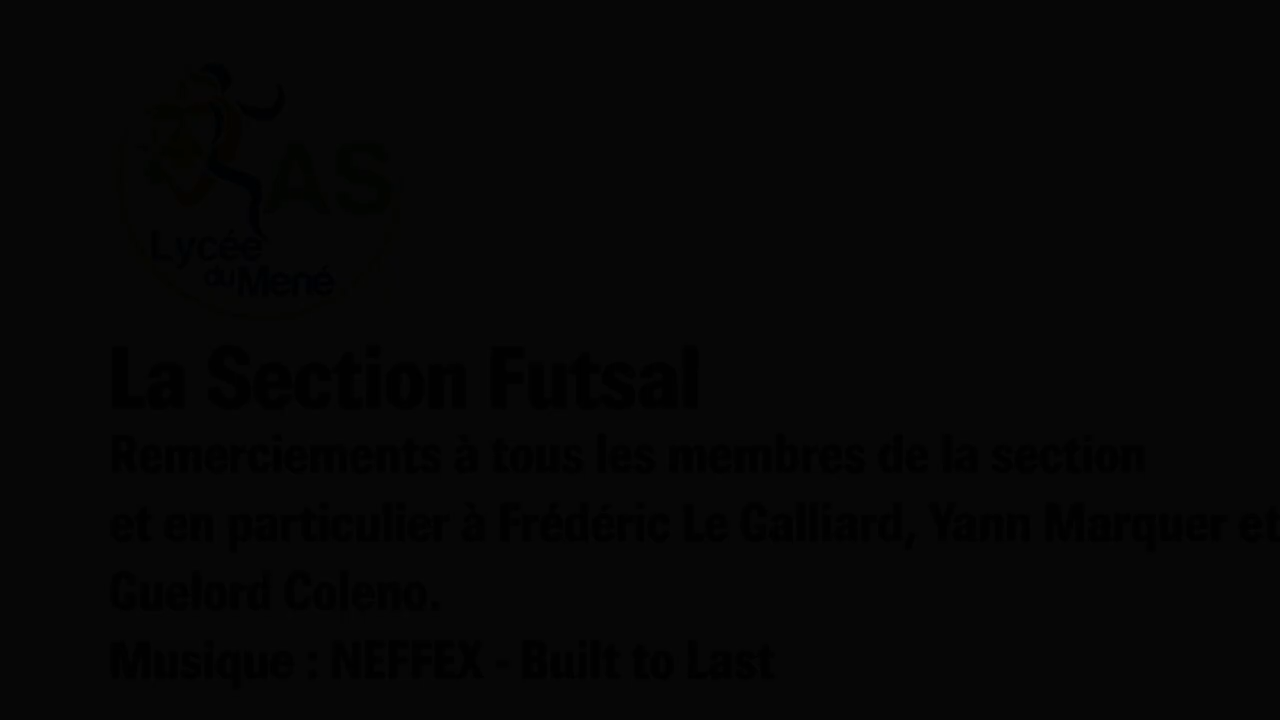 AS
Lycée
du Mené
La Section Futsal
Remerciements à tous les membres de la section
et en particulier à Frédéric Le Galliard, Yann Marquer et
Guelord Coleno.
Musique : NEFFEX - Built to Last